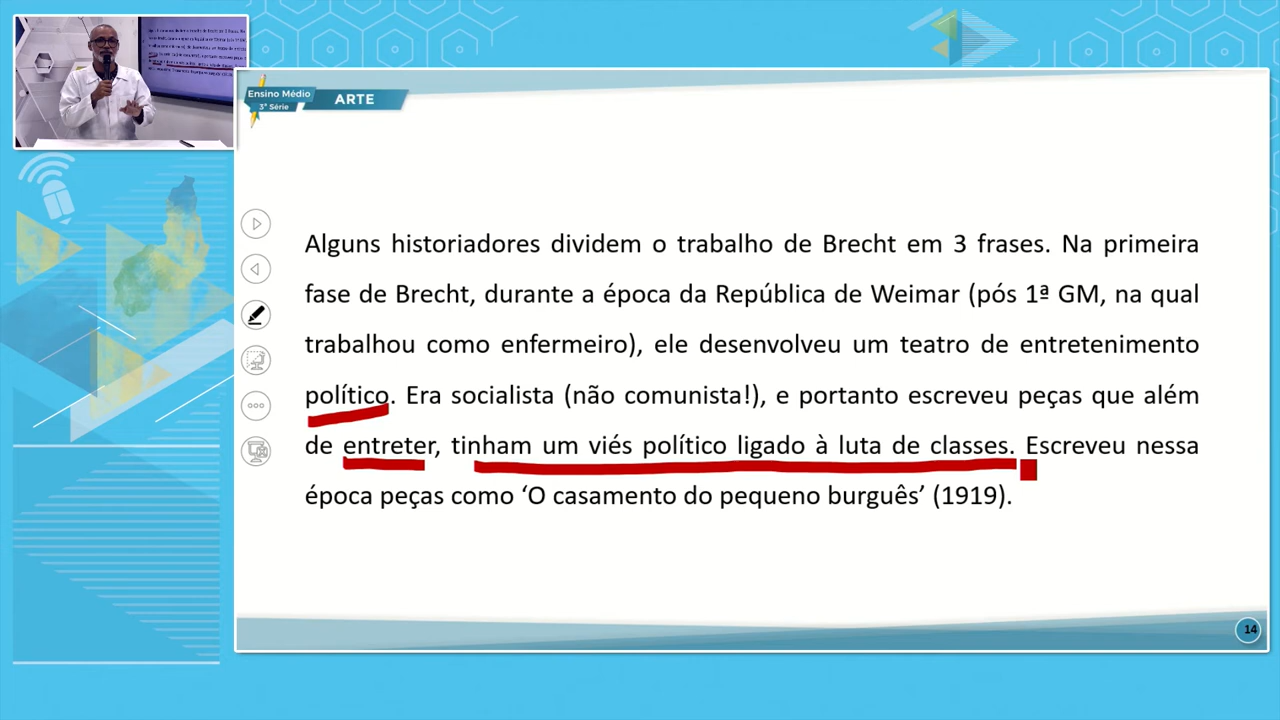 Ensino Médio
3ª Série
ARTE
Alguns historiadores dividem o trabalho de Brecht em 3 frases. Na primeira
fase de Brecht, durante a época da República de Weimar (pós 1ª GM, na qual
trabalhou como enfermeiro), ele desenvolveu um teatro de entretenimento
político. Era socialista (não comunista!), e portanto escreveu peças que além
de entreter, tinham um viés político ligado à luta de classes. Escreveu nessa
época peças como ‘O casamento do pequeno burguês’ (1919).
14